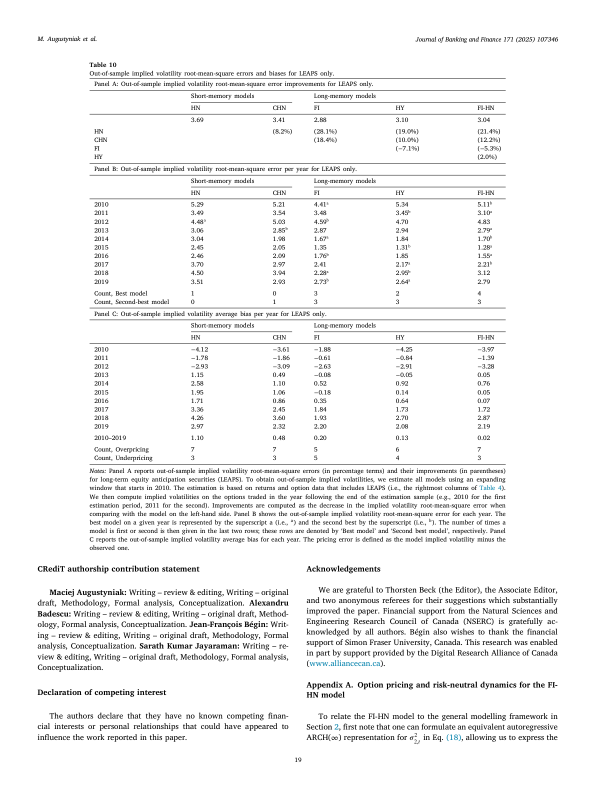 M. Augustyniak et al.
Journal of Banking and Finance 171 (2025) 107346
Table 10
Out-of-sample implied volatility root-mean-square errors and biases for LEAPS only.
Panel A: Out-of-sample implied volatility root-mean-square error improvements for LEAPS only.
Short-memory models Long-memory models
HN CHN FI HY FI-HN
3.69 3.41 2.88 3.10 3.04
HN (8.2%) (28.1%) (19.0%) (21.4%)
CHN (18.4%) (10.0%) (12.2%)
FI (−7.1%) (−5.3%)
HY (2.0%)
Panel B: Out-of-sample implied volatility root-mean-square error per year for LEAPS only.
Short-memory models Long-memory models
HN CHN FI HY FI-HN
2010 5.29 5.21 4.41ᵃ 5.34 5.11ᵇ
2011 3.49 3.54 3.48 3.45ᵇ 3.10ᵃ
2012 4.48ᵃ 5.03 4.59ᵇ 4.70 4.83
2013 3.06 2.85ᵇ 2.87 2.94 2.79ᵃ
2014 3.04 1.98 1.67ᵃ 1.84 1.70ᵇ
2015 2.45 2.05 1.35 1.31ᵇ 1.28ᵃ
2016 2.46 2.09 1.76ᵇ 1.85 1.55ᵃ
2017 3.70 2.97 2.41 2.17ᵃ 2.21ᵇ
2018 4.50 3.94 2.28ᵃ 2.95ᵇ 3.12
2019 3.51 2.93 2.73ᵇ 2.64ᵃ 2.79
Count, Best model 1 0 3 2 4
Count, Second-best model 0 1 3 3 3
Panel C: Out-of-sample implied volatility average bias per year for LEAPS only.
Short-memory models Long-memory models
HN CHN FI HY FI-HN
2010 −4.12 −3.61 −1.88 −4.25 −3.97
2011 −1.78 −1.86 −0.61 −0.84 −1.39
2012 −2.93 −3.09 −2.63 −2.91 −3.28
2013 1.15 0.49 −0.08 −0.05 0.05
2014 2.58 1.10 0.52 0.92 0.76
2015 1.95 1.06 −0.18 0.14 0.05
2016 1.71 0.86 0.35 0.64 0.07
2017 3.36 2.45 1.84 1.73 1.72
2018 4.26 3.60 1.93 2.70 2.87
2019 2.97 2.32 2.20 2.08 2.19
2010–2019 1.10 0.48 0.20 0.13 0.02
Count, Overpricing 7 7 5 6 7
Count, Underpricing 3 3 5 4 3
Notes: Panel A reports out-of-sample implied volatility root-mean-square errors (in percentage terms) and their improvements (in parentheses)
for long-term equity anticipation securities (LEAPS). To obtain out-of-sample implied volatilities, we estimate all models using an expanding
window that starts in 2010. The estimation is based on returns and option data that includes LEAPS (i.e., the rightmost columns of Table 4).
We then compute implied volatilities on the options traded in the year following the end of the estimation sample (e.g., 2010 for the first
estimation period, 2011 for the second). Improvements are computed as the decrease in the implied volatility root-mean-square error when
comparing with the model on the left-hand side. Panel B shows the out-of-sample implied volatility root-mean-square error for each year. The
best model on a given year is represented by the superscript a (i.e., ᵃ) and the second best by the superscript (i.e., ᵇ). The number of times a
model is first or second is then given in the last two rows; these rows are denoted by 'Best model' and 'Second best model', respectively. Panel
C reports the out-of-sample implied volatility average bias for each year. The pricing error is defined as the model implied volatility minus the
observed one.
CRediT authorship contribution statement
Maciej Augustyniak: Writing – review & editing, Writing – original
draft, Methodology, Formal analysis, Conceptualization. Alexandru
Badescu: Writing – review & editing, Writing – original draft, Method-
ology, Formal analysis, Conceptualization. Jean-François Bégin: Writ-
ing – review & editing, Writing – original draft, Methodology, Formal
analysis, Conceptualization. Sarath Kumar Jayaraman: Writing – re-
view & editing, Writing – original draft, Methodology, Formal analysis,
Conceptualization.
Declaration of competing interest
The authors declare that they have no known competing finan-
cial interests or personal relationships that could have appeared to
influence the work reported in this paper.
Acknowledgements
We are grateful to Thorsten Beck (the Editor), the Associate Editor,
and two anonymous referees for their suggestions which substantially
improved the paper. Financial support from the Natural Sciences and
Engineering Research Council of Canada (NSERC) is gratefully ac-
knowledged by all authors. Bégin also wishes to thank the financial
support of Simon Fraser University, Canada. This research was enabled
in part by support provided by the Digital Research Alliance of Canada
(www.alliancecan.ca).
Appendix A. Option pricing and risk-neutral dynamics for the FI-
HN model
To relate the FI-HN model to the general modelling framework in
Section 2, first note that one can formulate an equivalent autoregressive
ARCH(∞) representation for σ²₂,ₜ in Eq. (18), allowing us to express the
19